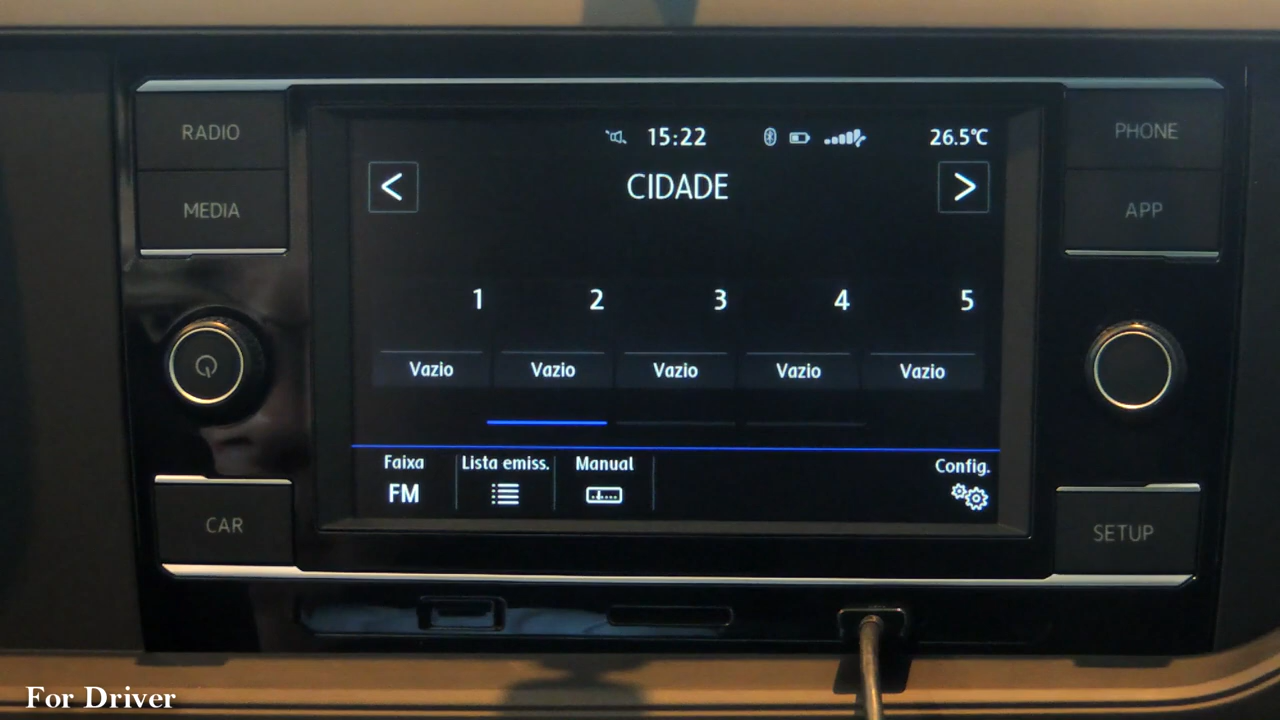 RADIO
MEDIA
CAR
15:22
26.5°C
<
CIDADE
>
1 2 3 4 5
Vazio Vazio Vazio Vazio Vazio
Faixa Lista emiss. Manual Config.
FM
PHONE
APP
SETUP
For Driver